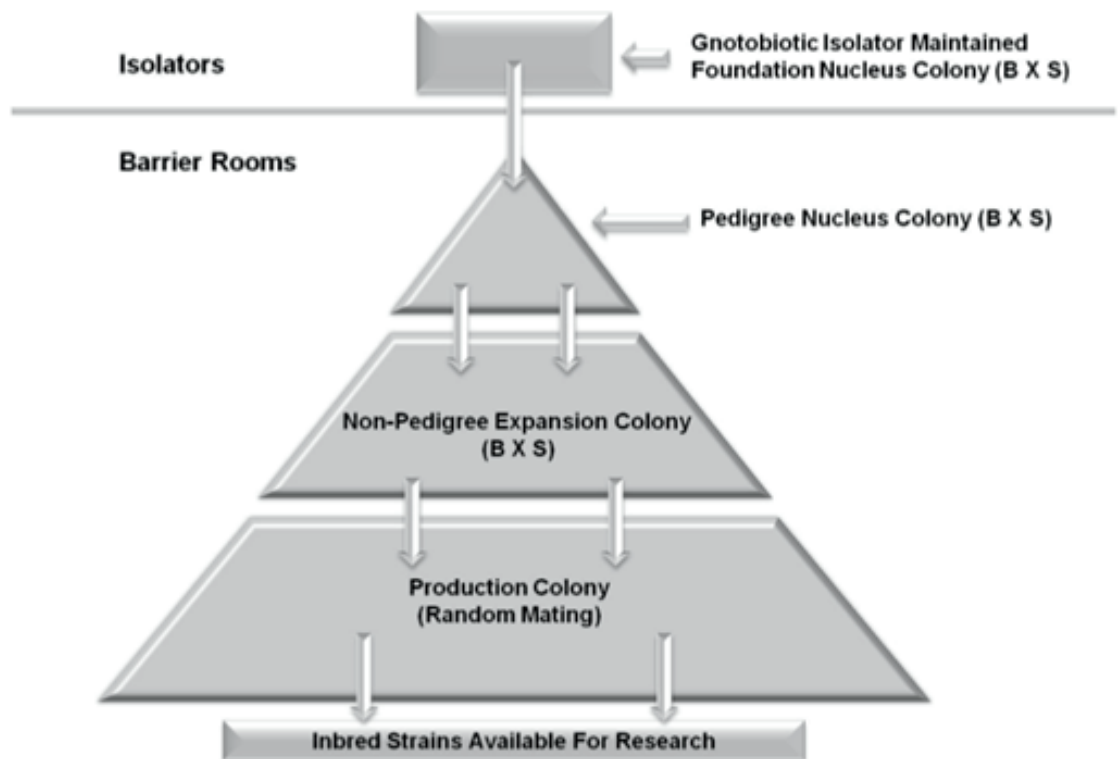 Isolators
Gnotobiotic Isolator Maintained
Foundation Nucleus Colony (B X S)
Barrier Rooms
Pedigree Nucleus Colony (B X S)
Non-Pedigree Expansion Colony
(B X S)
Production Colony
(Random Mating)
Inbred Strains Available For Research